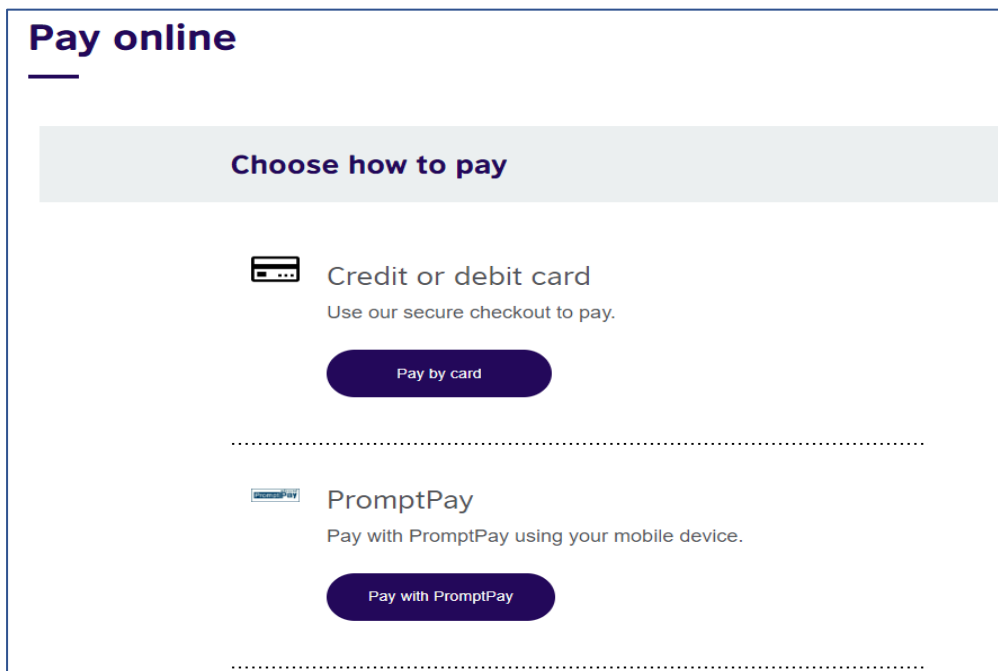 Pay online
Choose how to pay
Credit or debit card
Use our secure checkout to pay.
Pay by card
PromptPay
PromptPay
Pay with PromptPay using your mobile device.
Pay with PromptPay